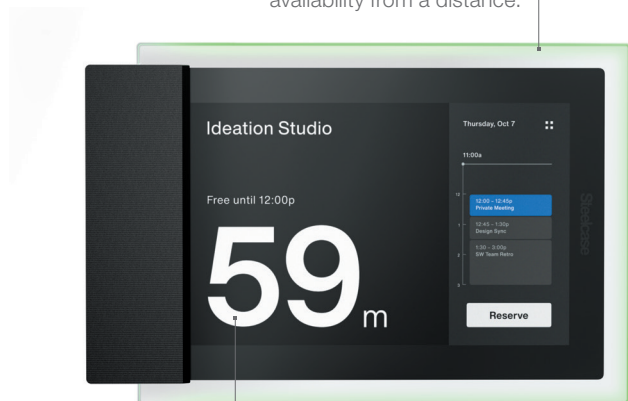 availability from a distance.
Ideation Studio
Free until 12:00p
59m
Thursday, Oct 7
11:00a
12
12:00 – 12:45p
Private Meeting
1
12:45 – 1:30p
Design Sync
2
1:30 – 3:00p
SW Team Retro
3
Reserve
Steelcase